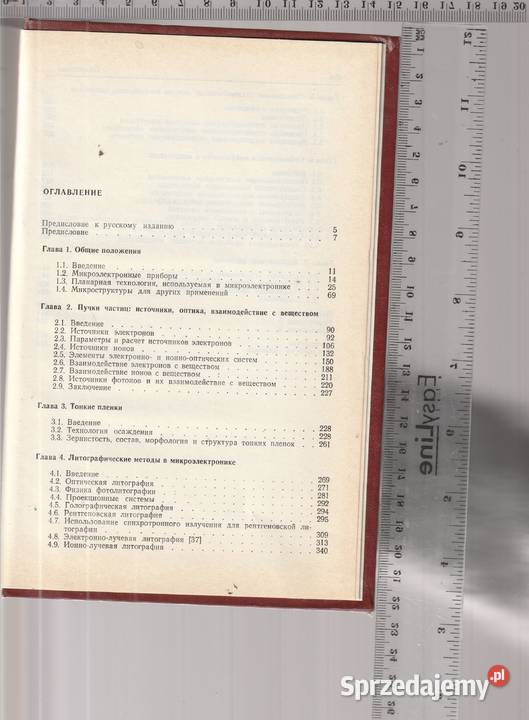 ОГЛАВЛЕНИЕ
Предисловие к русскому изданию 5
Предисловие 7
Глава 1. Общие положения
1.1. Введение 11
1.2. Микроэлектронные приборы 14
1.3. Планарная технология, используемая в микроэлектронике 25
1.4. Микроструктуры для других применений 69
Глава 2. Пучки частиц: источники, оптика, взаимодействие с веществом
2.1. Введение 90
2.2. Источники электронов 92
2.3. Параметры и расчет источников электронов 106
2.4. Источники ионов 132
2.5. Элементы электронно- и ионно-оптических систем 150
2.6. Взаимодействие электронов с веществом 188
2.7. Взаимодействие ионов с веществом 211
2.8. Источники фотонов и их взаимодействие с веществом 220
2.9. Заключение 227
Глава 3. Тонкие пленки
3.1. Введение 228
3.2. Технология осаждения 228
3.3. Зернистость, состав, морфология и структура тонких пленок 261
Глава 4. Литографические методы в микроэлектронике
4.1. Введение 269
4.2. Оптическая литография 271
4.3. Физика фотолитографии 281
4.4. Проекционные системы 292
4.5. Голографическая литография 294
4.6. Рентгеновская литография 295
4.7. Использование синхротронного излучения для рентгеновской ли-
тографии 309
4.8. Электронно-лучевая литография [37] 313
4.9. Ионно-лучевая литография 340
EasyLine
Sprzedajemy.pl